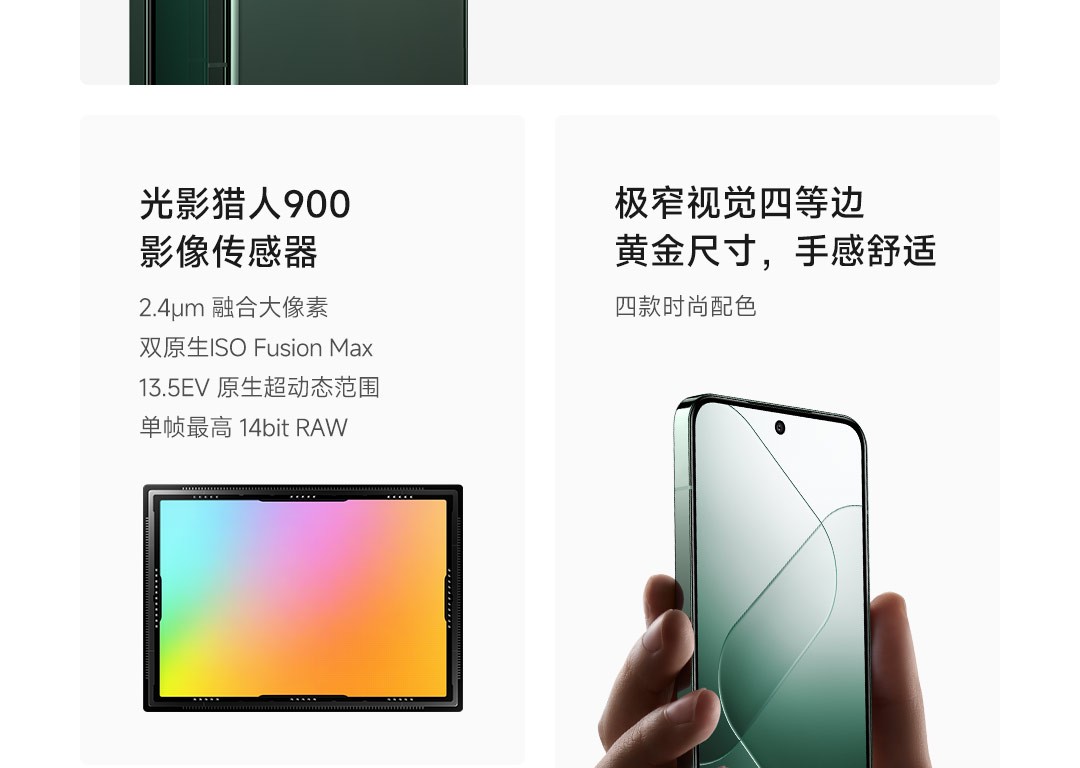 光影猎人900
影像传感器
2.4μm 融合大像素
双原生ISO Fusion Max
13.5EV 原生超动态范围
单帧最高 14bit RAW
极窄视觉四等边
黄金尺寸，手感舒适
四款时尚配色